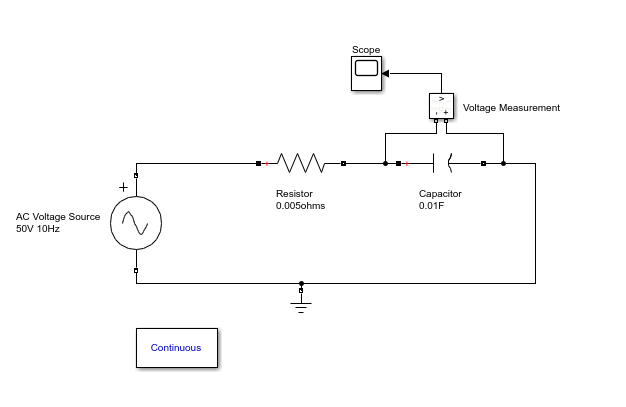 Scope
>
- +
Voltage Measurement
+
+
Resistor
0.005ohms
Capacitor
0.01F
+
AC Voltage Source
50V 10Hz
Continuous